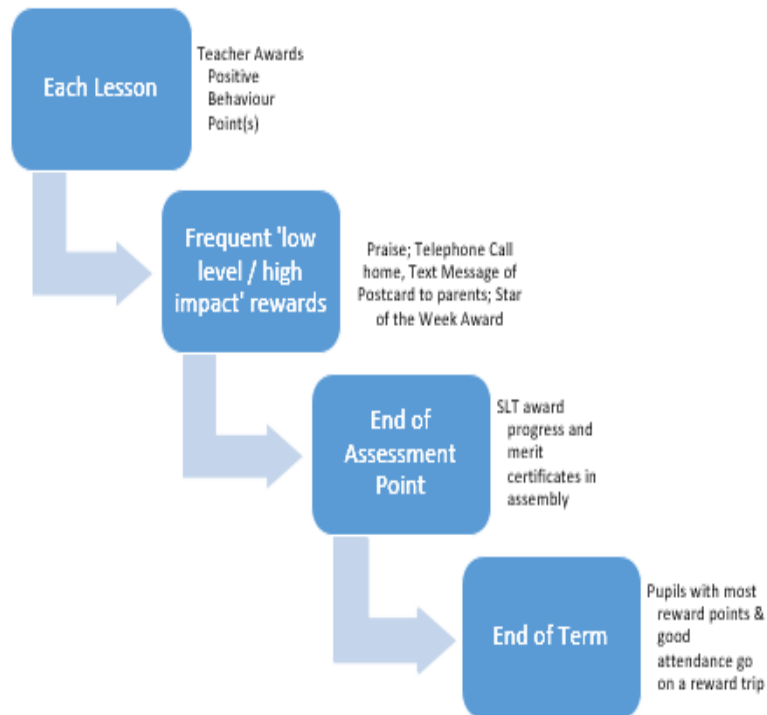 Each Lesson
Teacher Awards
Positive
Behaviour
Point(s)
Frequent 'low
level / high
impact' rewards
Praise; Telephone Call
home, Text Message of
Postcard to parents; Star
of the Week Award
End of
Assessment
Point
SLT award
progress and
merit
certificates in
assembly
End of Term
Pupils with most
reward points &
good
attendance go
on a reward trip